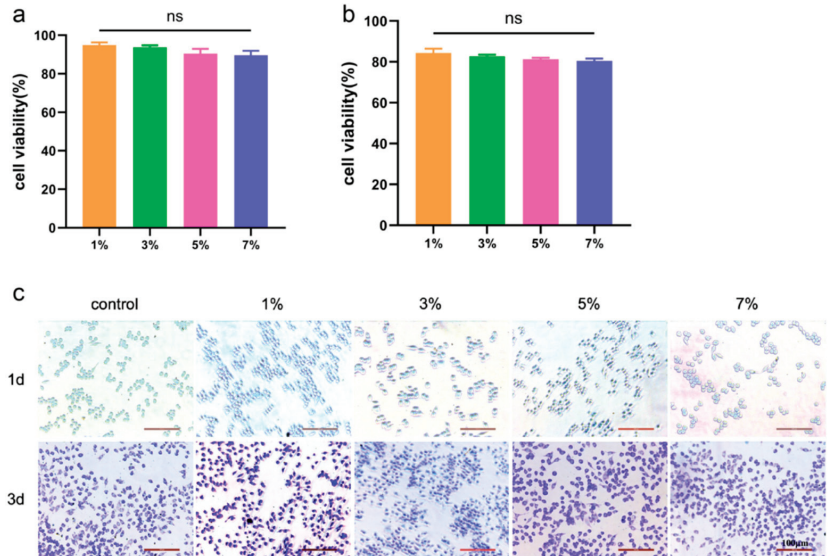 a
ns
cell viability(%)
100
80
60
40
20
0
1%
3%
5%
7%
b
ns
cell viability(%)
100
80
60
40
20
0
1%
3%
5%
7%
c
control
1%
3%
5%
7%
1d
3d
100μm